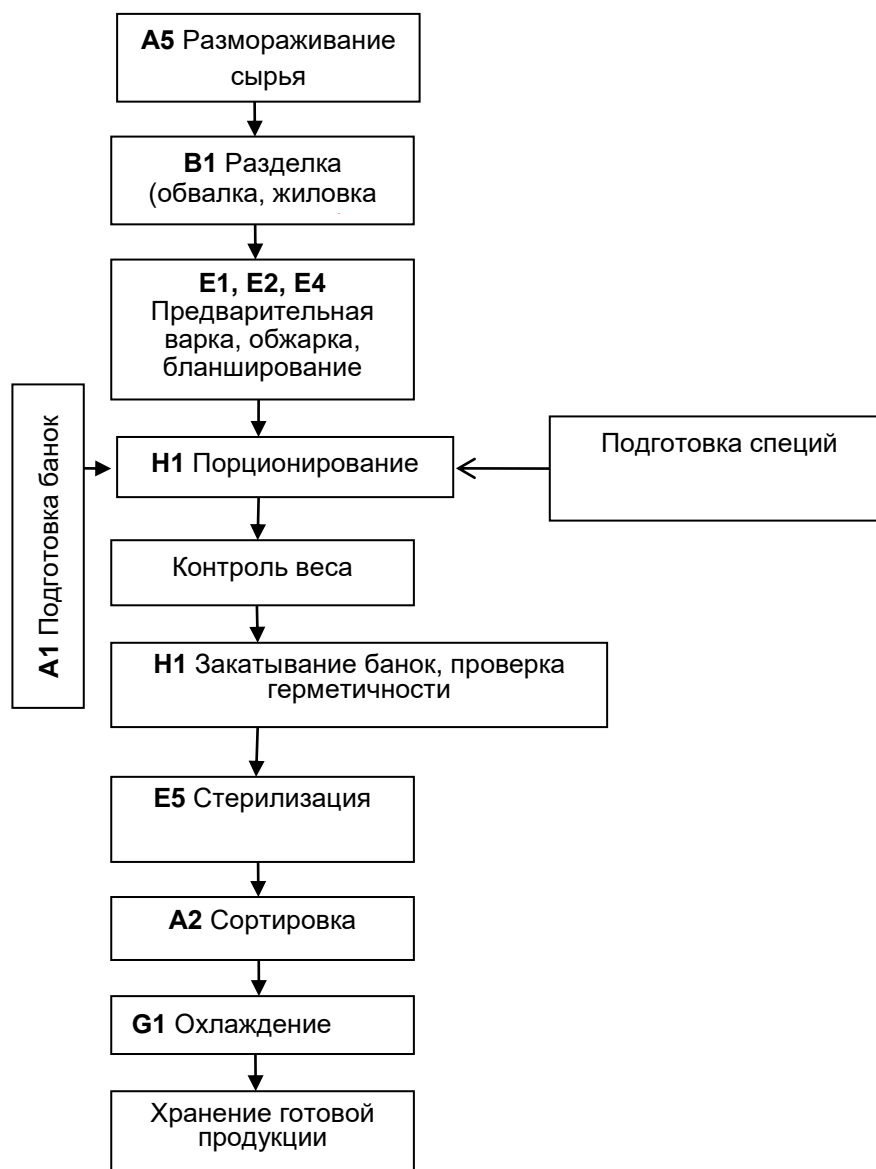 A5 Размораживание
сырья
B1 Разделка
(обвалка, жиловка
E1, E2, E4
Предварительная
варка, обжарка,
бланширование
A1 Подготовка банок
H1 Порционирование
Подготовка специй
Контроль веса
H1 Закатывание банок, проверка
герметичности
E5 Стерилизация
A2 Сортировка
G1 Охлаждение
Хранение готовой
продукции